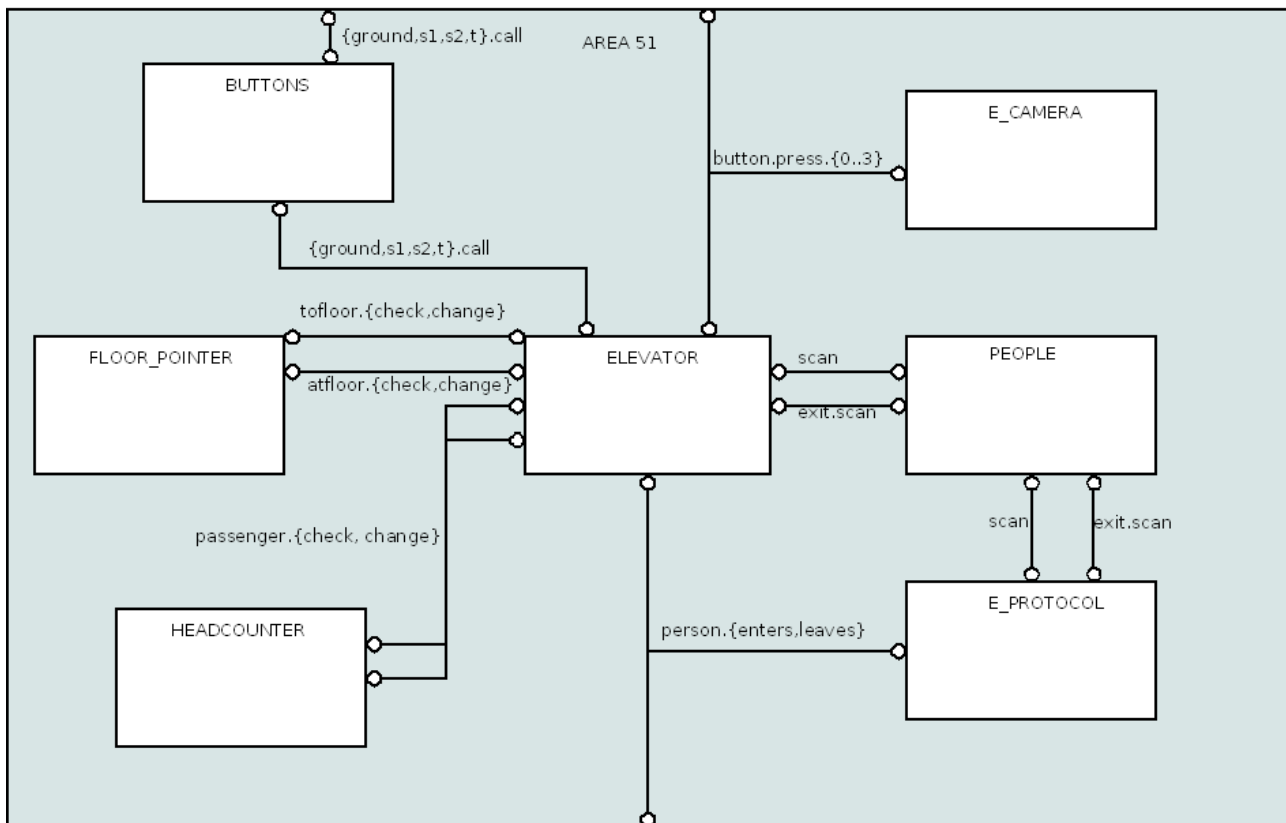 {ground,s1,s2,t}.call
AREA 51
BUTTONS
E_CAMERA
button.press.{0..3}
{ground,s1,s2,t}.call
tofloor.{check,change}
FLOOR_POINTER
ELEVATOR
scan
PEOPLE
atfloor.{check,change}
exit.scan
passenger.{check, change}
scan
exit.scan
HEADCOUNTER
person.{enters,leaves}
E_PROTOCOL